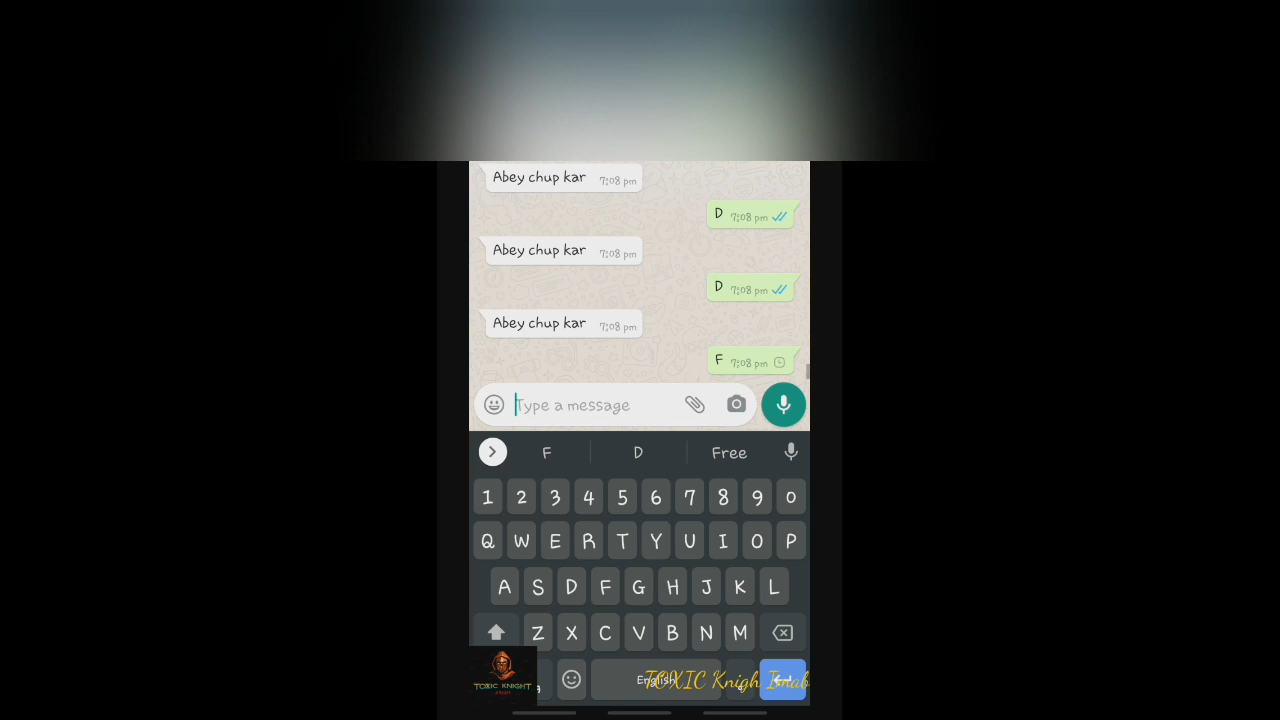 Abey chup kar 7:08 pm
D 7:08 pm
Abey chup kar 7:08 pm
D 7:08 pm
Abey chup kar 7:08 pm
F 7:08 pm
Type a message
F D Free
1 2 3 4 5 6 7 8 9 0
Q W E R T Y U I O P
A S D F G H J K L
Z X C V B N M
TOXIC KNIGHT
English
TOXIC Knigh